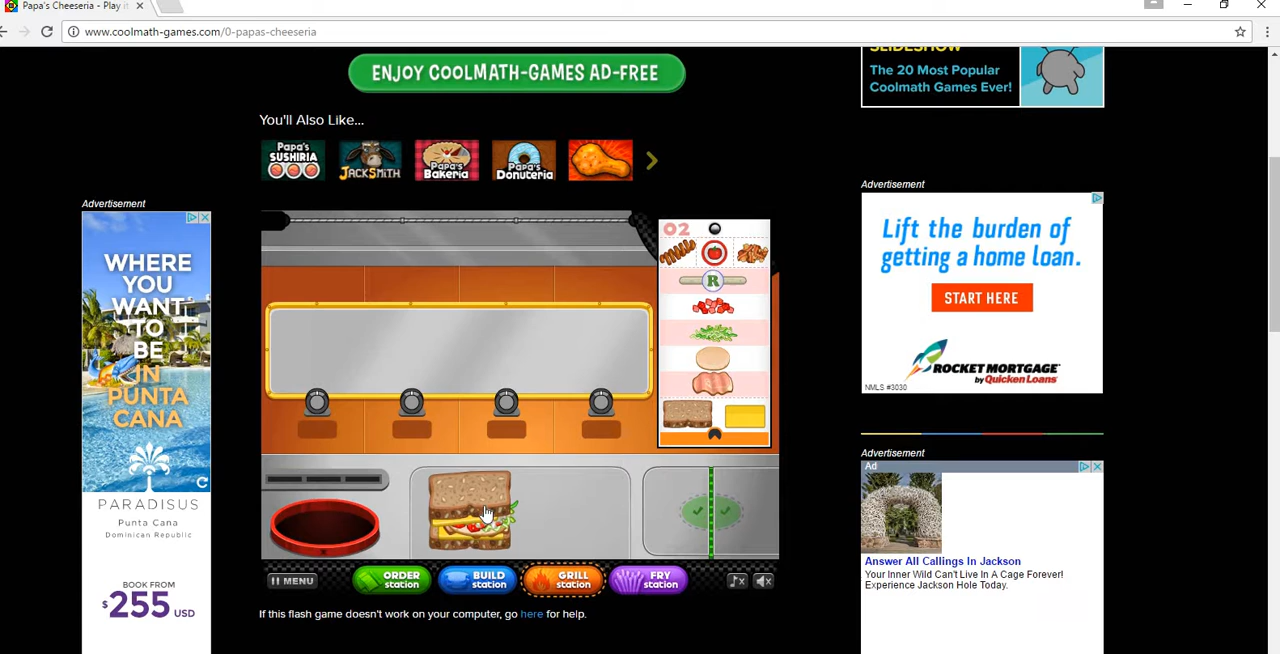 Papa's Cheeseria - Play it
www.coolmath-games.com/0-papas-cheeseria
ENJOY COOLMATH-GAMES AD-FREE
SLIDESHOW
The 20 Most Popular
Coolmath Games Ever!
You'll Also Like...
Papa's
SUSHIRIA
JACKSMITH
Papa's
BAKERIA
PAPA'S
DONUTERIA
Advertisement
WHERE
YOU
WANT
TO
BE
IN
PUNTA
CANA
PARADISUS
Punta Cana
Dominican Republic
BOOK FROM
$255 USD
02
R
MENU
ORDER
station
BUILD
station
GRILL
station
FRY
station
If this flash game doesn't work on your computer, go here for help.
Advertisement
Lift the burden of
getting a home loan.
START HERE
ROCKET MORTGAGE
by Quicken Loans
NMLS #3030
Advertisement
Ad
Answer All Callings In Jackson
Your Inner Wild Can't Live In A Cage Forever!
Experience Jackson Hole Today.